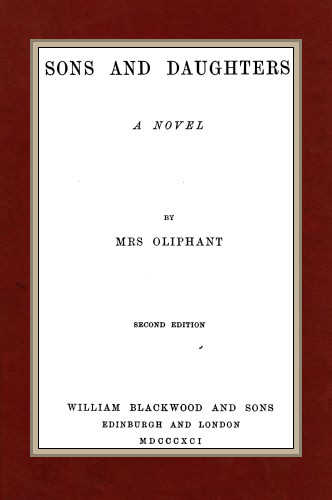 SONS AND DAUGHTERS
A NOVEL
BY
MRS OLIPHANT
SECOND EDITION
WILLIAM BLACKWOOD AND SONS
EDINBURGH AND LONDON
MDCCCXCI